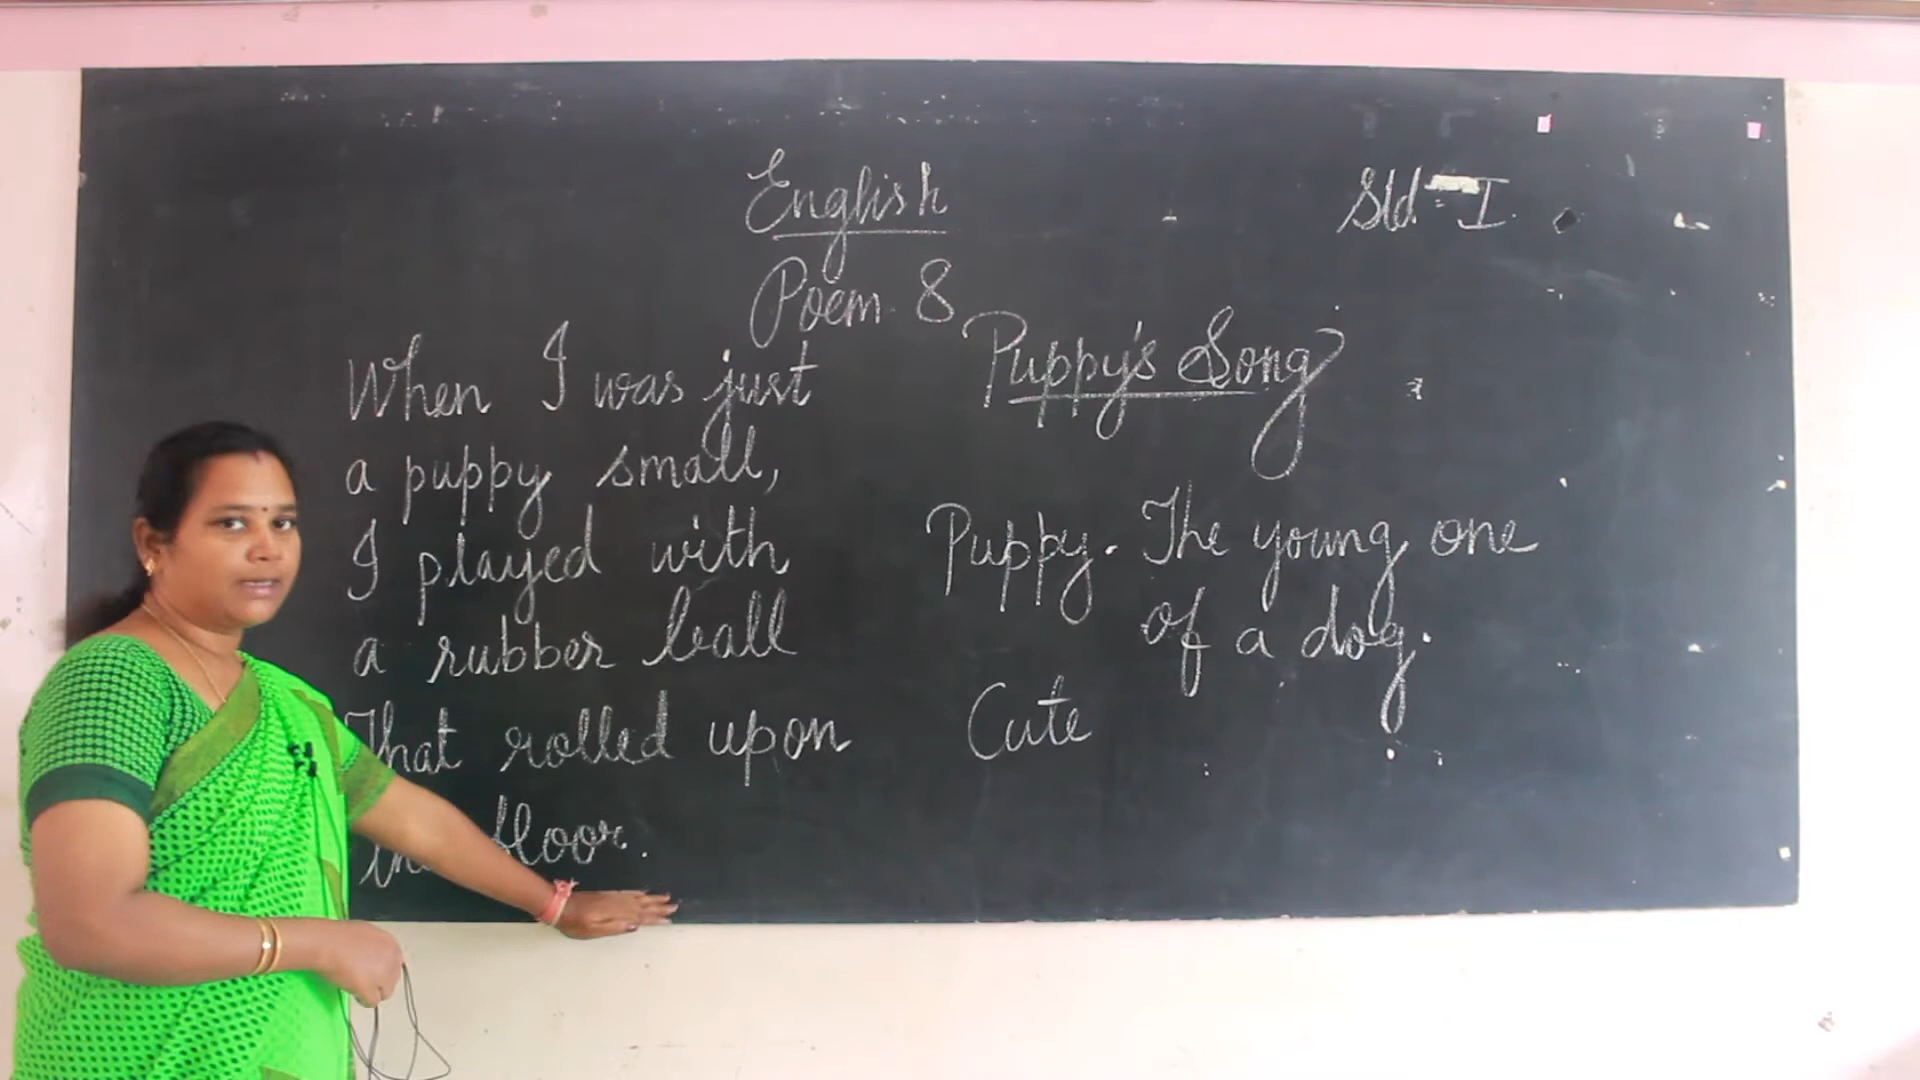 English
Std - I
Poem 8
Puppy's Song
When I was just
a puppy small,
I played with
a rubber ball
That rolled upon
floor.
Puppy. The young one
of a dog.
Cute